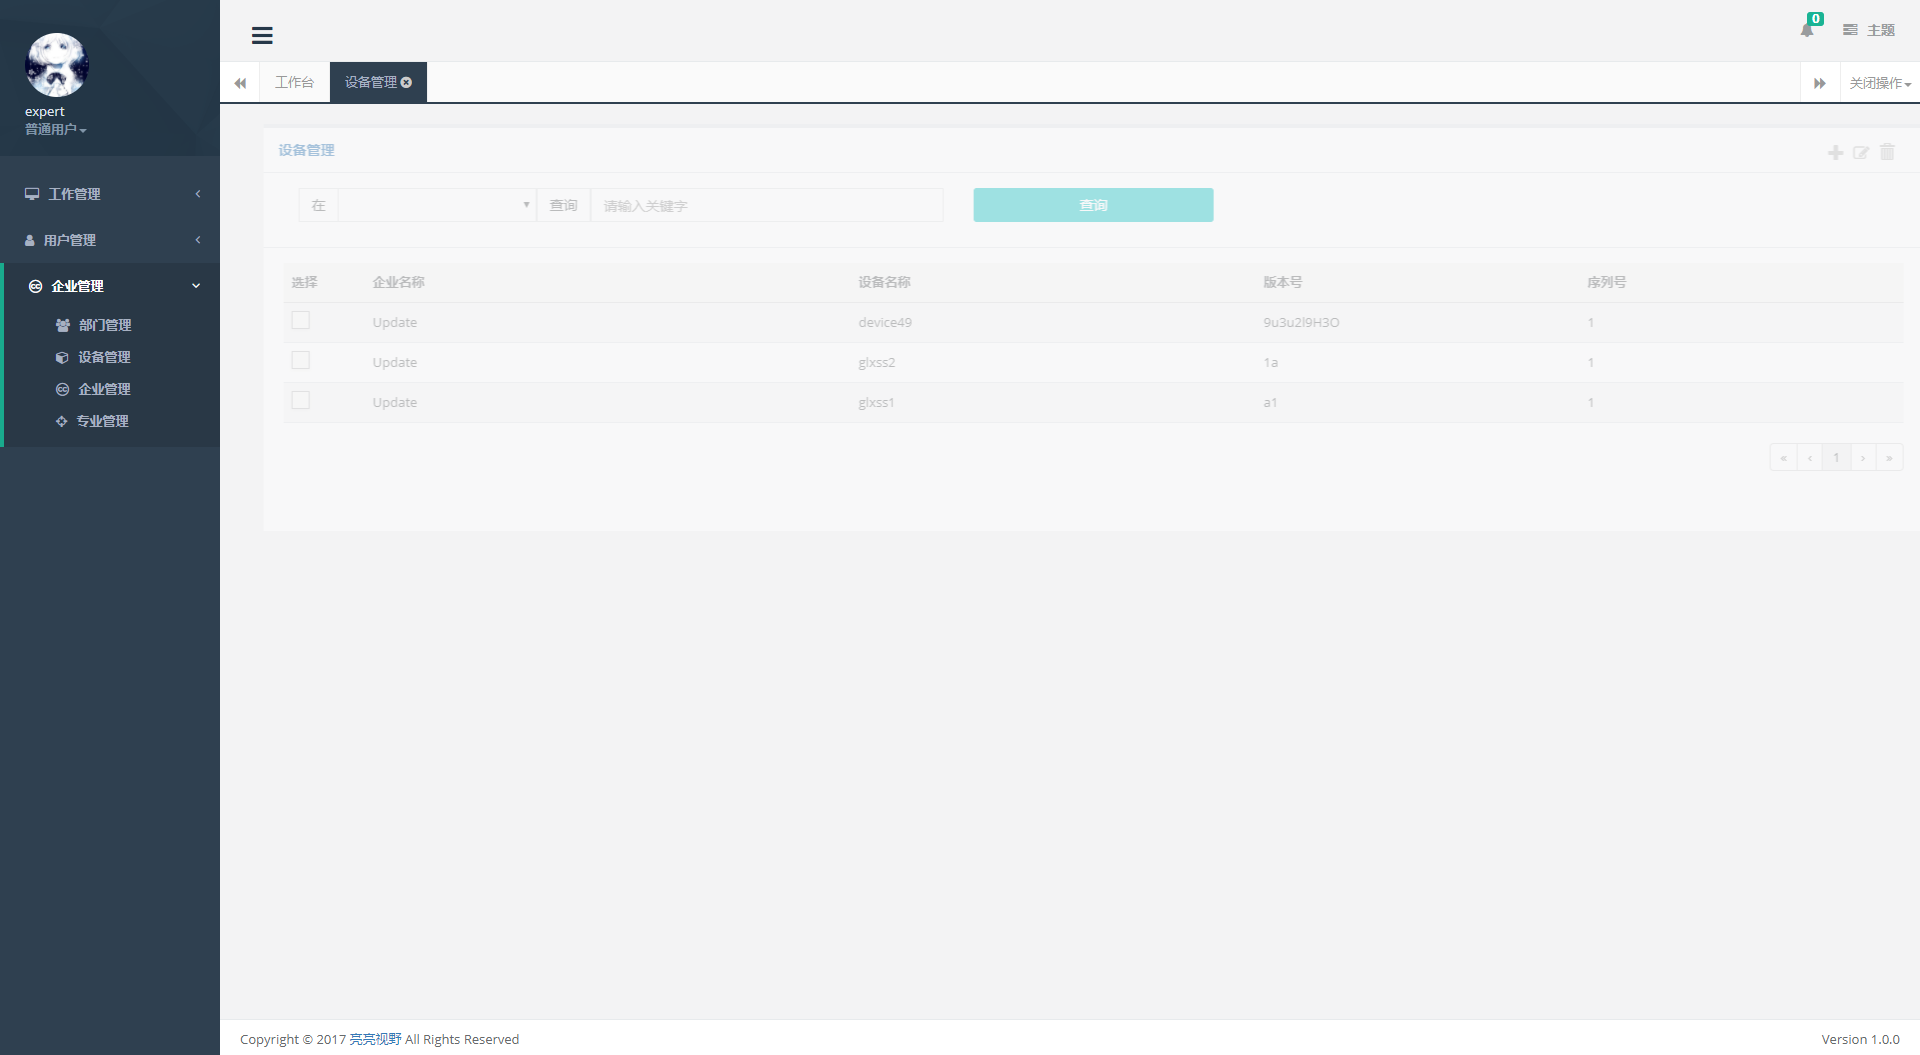 expert
普通用户
工作管理
用户管理
企业管理
部门管理
设备管理
企业管理
专业管理
0
主题
工作台
设备管理
关闭操作
设备管理
在
查询
请输入关键字
查询
选择 企业名称 设备名称 版本号 序列号
Update device49 9u3u2l9H3O 1
Update glxss2 1a 1
Update glxss1 a1 1
« ‹ 1 › »
Copyright © 2017 亮亮视野 All Rights Reserved
Version 1.0.0